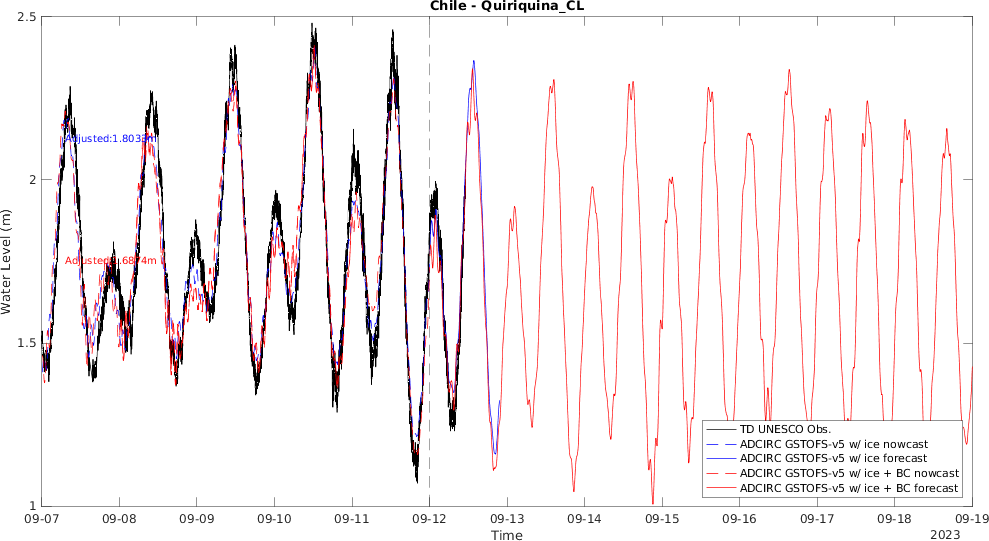 Chile - Quiriquina_CL
Water Level (m)
2.5
2
1.5
1
Adjusted:1.803
Adjusted: .6874m
09-07 09-08 09-09 09-10 09-11 09-12 09-13 09-14 09-15 09-16 09-17 09-18 09-19
Time
2023
TD UNESCO Obs.
ADCIRC GSTOFS-v5 w/ ice nowcast
ADCIRC GSTOFS-v5 w/ ice forecast
ADCIRC GSTOFS-v5 w/ ice + BC nowcast
ADCIRC GSTOFS-v5 w/ ice + BC forecast